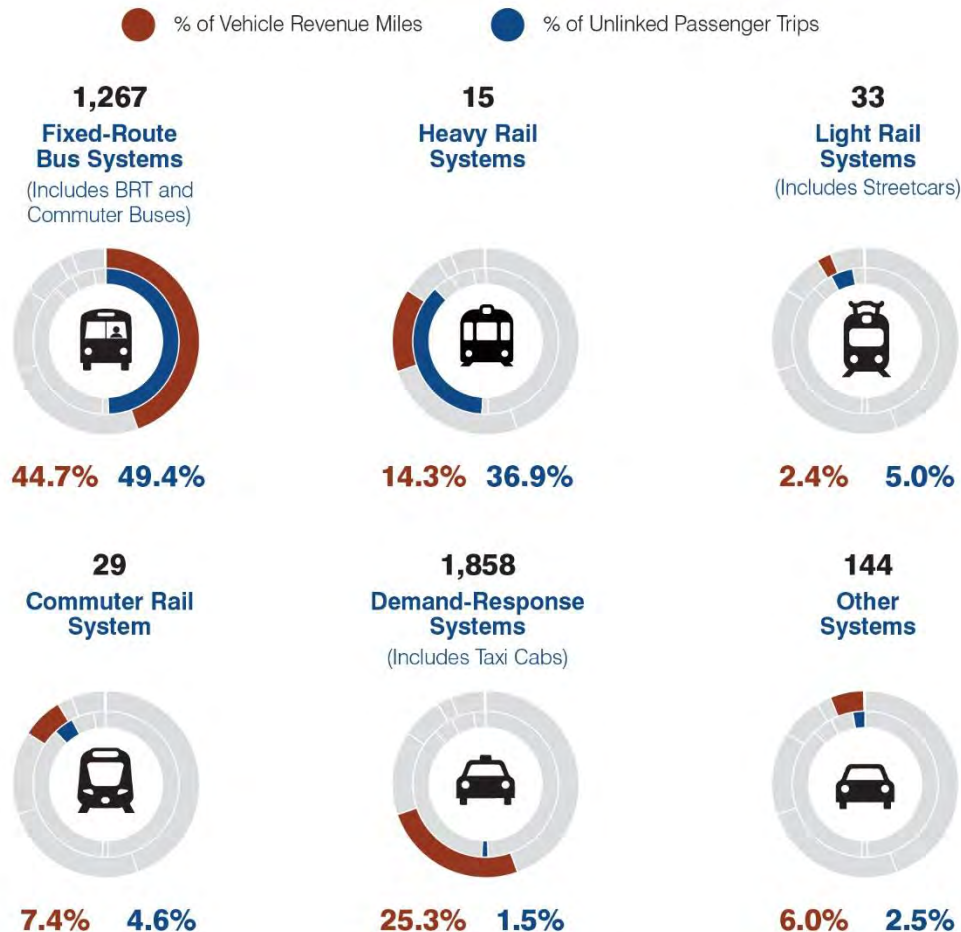 % of Vehicle Revenue Miles
% of Unlinked Passenger Trips
1,267
Fixed-Route
Bus Systems
(Includes BRT and
Commuter Buses)
44.7% 49.4%
15
Heavy Rail
Systems
14.3% 36.9%
33
Light Rail
Systems
(Includes Streetcars)
2.4% 5.0%
29
Commuter Rail
System
7.4% 4.6%
1,858
Demand-Response
Systems
(Includes Taxi Cabs)
25.3% 1.5%
144
Other
Systems
6.0% 2.5%